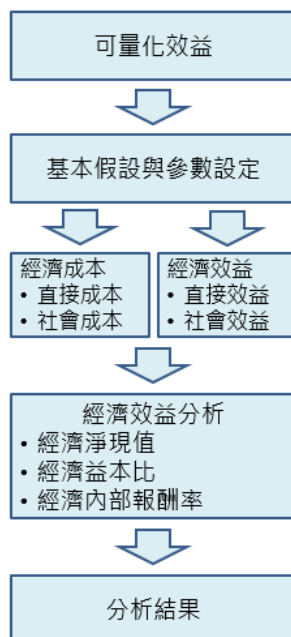 可量化效益
基本假設與參數設定
經濟成本
• 直接成本
• 社會成本
經濟效益
• 直接效益
• 社會效益
經濟效益分析
• 經濟淨現值
• 經濟益本比
• 經濟內部報酬率
分析結果